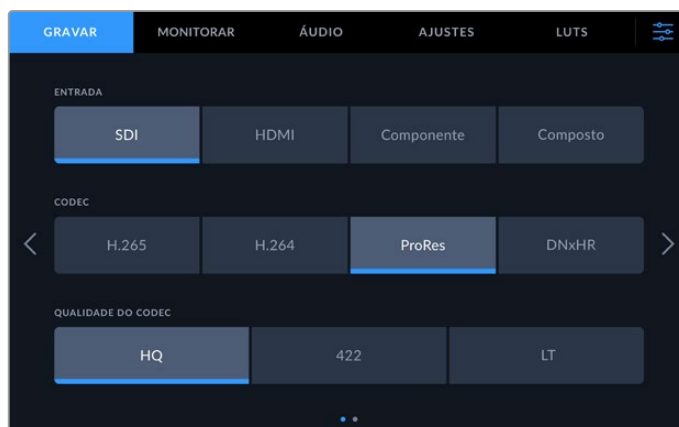 GRAVAR MONITORAR ÁUDIO AJUSTES LUTS
ENTRADA
SDI HDMI Componente Composto
CODEC
H.265 H.264 ProRes DNxHR
QUALIDADE DO CODEC
HQ 422 LT